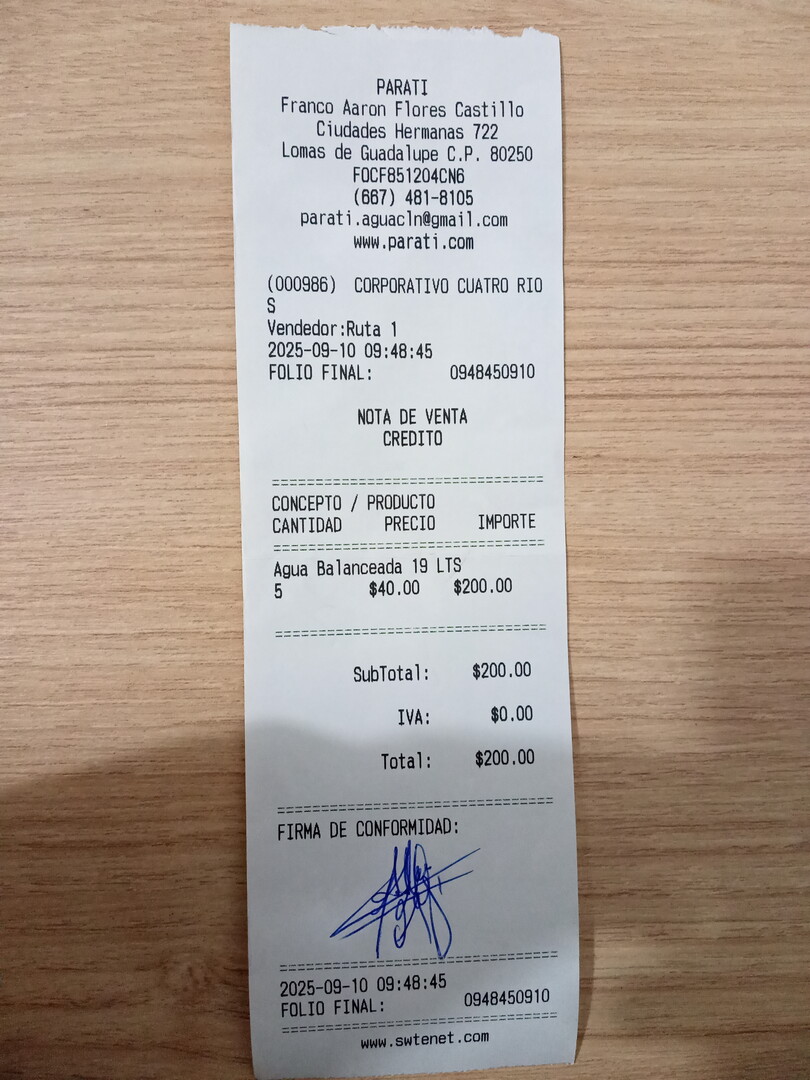 PARATI
Franco Aaron Flores Castillo
Ciudades Hermanas 722
Lomas de Guadalupe C.P. 80250
FOCF851204CN6
(667) 481-8105
parati.aguacln@gmail.com
www.parati.com
(000986) CORPORATIVO CUATRO RIO
S
Vendedor:Ruta 1
2025-09-10 09:48:45
FOLIO FINAL: 0948450910
NOTA DE VENTA
CREDITO
================================
CONCEPTO / PRODUCTO
CANTIDAD PRECIO IMPORTE
================================
Agua Balanceada 19 LTS
5 $40.00 $200.00
================================
SubTotal: $200.00
IVA: $0.00
Total: $200.00
================================
FIRMA DE CONFORMIDAD:
================================
2025-09-10 09:48:45
FOLIO FINAL: 0948450910
================================
www.swtenet.com